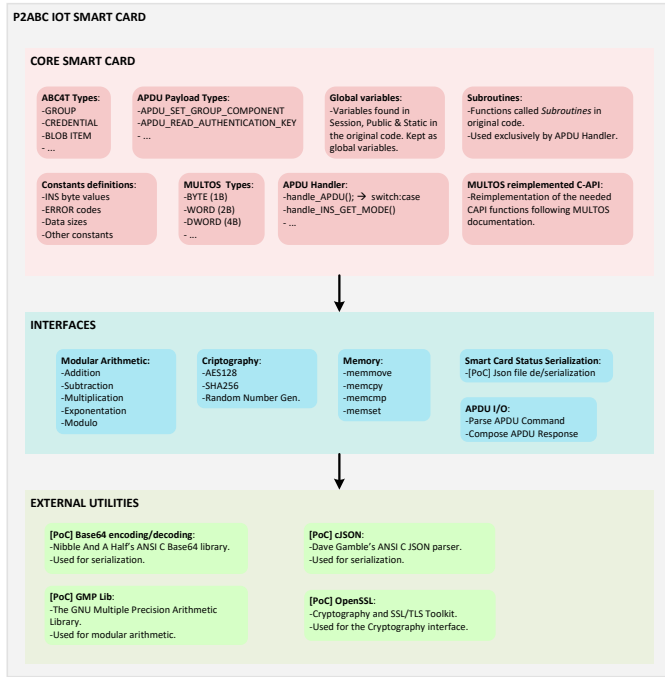 P2ABC IOT SMART CARD
CORE SMART CARD
ABC4T Types:
-GROUP
-CREDENTIAL
-BLOB ITEM
- ...
APDU Payload Types:
-APDU_SET_GROUP_COMPONENT
-APDU_READ_AUTHENTICATION_KEY
- ...
Global variables:
-Variables found in
Session, Public & Static in
the original code. Kept as
global variables.
Subroutines:
-Functions called Subroutines in
original code.
-Used exclusively by APDU Handler.
Constants definitions:
-INS byte values
-ERROR codes
-Data sizes
-Other constants
MULTOS Types:
-BYTE (1B)
-WORD (2B)
-DWORD (4B)
- ...
APDU Handler:
-handle_APDU(); → switch:case
-handle_INS_GET_MODE()
- ...
MULTOS reimplemented C-API:
-Reimplementation of the needed
CAPI functions following MULTOS
documentation.
INTERFACES
Modular Arithmetic:
-Addition
-Subtraction
-Multiplication
-Exponentation
-Modulo
Criptography:
-AES128
-SHA256
-Random Number Gen.
Memory:
-memmove
-memcpy
-memcmp
-memset
Smart Card Status Serialization:
-[PoC] Json file de/serialization
APDU I/O:
-Parse APDU Command
-Compose APDU Response
EXTERNAL UTILITIES
[PoC] Base64 encoding/decoding:
-Nibble And A Half's ANSI C Base64 library.
-Used for serialization.
[PoC] cJSON:
-Dave Gamble's ANSI C JSON parser.
-Used for serialization.
[PoC] GMP Lib:
-The GNU Multiple Precision Arithmetic
Library.
-Used for modular arithmetic.
[PoC] OpenSSL:
-Cryptography and SSL/TLS Toolkit.
-Used for the Cryptography interface.